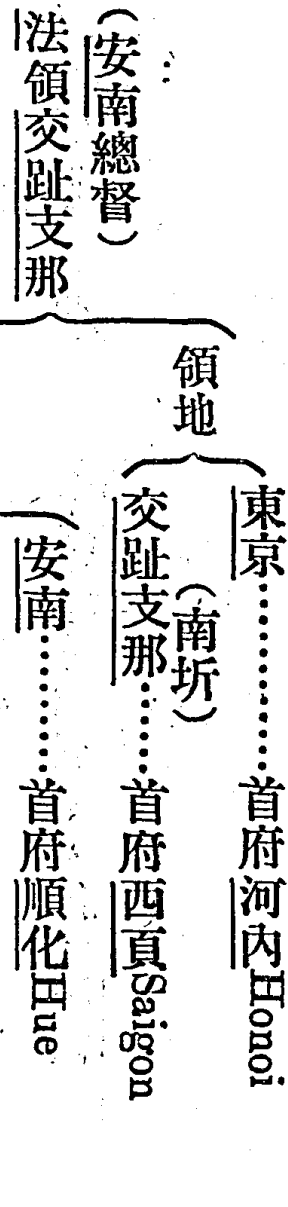 (安南總督)
法領交趾支那
領地
東京………首府河內Honoi
(南圻)
交趾支那……首府西貢Saigon
安南………首府順化Hue